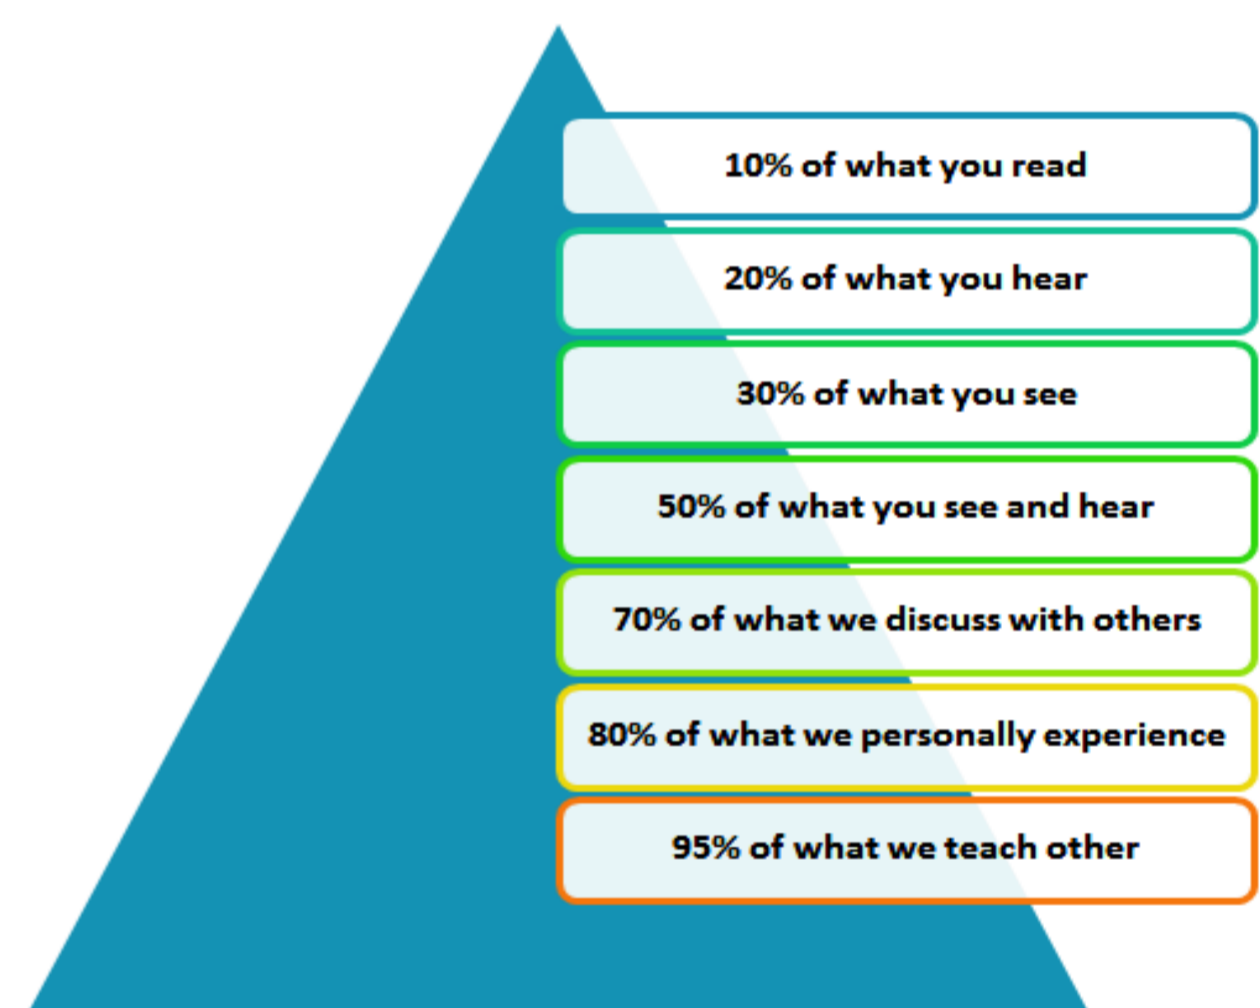 10% of what you read
20% of what you hear
30% of what you see
50% of what you see and hear
70% of what we discuss with others
80% of what we personally experience
95% of what we teach other